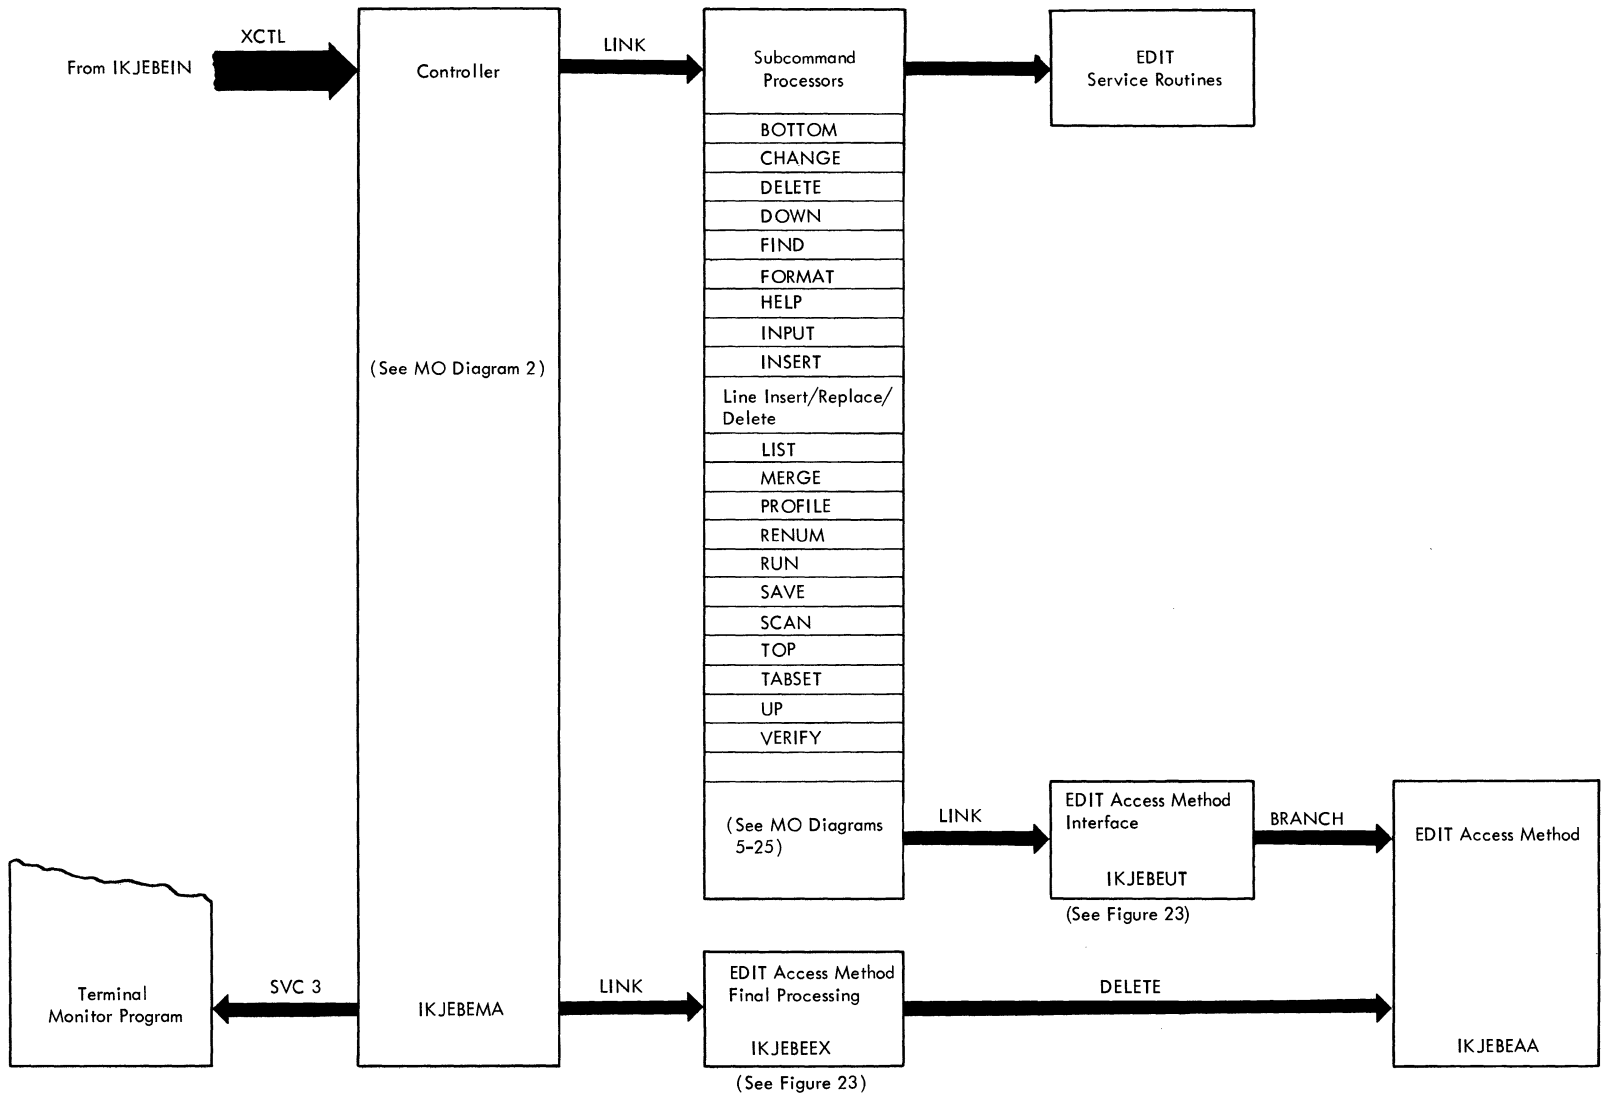 XCTL
From IKJEBEIN
Controller
(See MO Diagram 2)
IKJEBEMA
LINK
Subcommand
Processors
BOTTOM
CHANGE
DELETE
DOWN
FIND
FORMAT
HELP
INPUT
INSERT
Line Insert/Replace/
Delete
LIST
MERGE
PROFILE
RENUM
RUN
SAVE
SCAN
TOP
TABSET
UP
VERIFY
(See MO Diagrams
5-25)
EDIT
Service Routines
LINK
EDIT Access Method
Interface
IKJEBEUT
(See Figure 23)
BRANCH
EDIT Access Method
IKJEBEAA
Terminal
Monitor Program
SVC 3
LINK
EDIT Access Method
Final Processing
IKJEBEEX
(See Figure 23)
DELETE